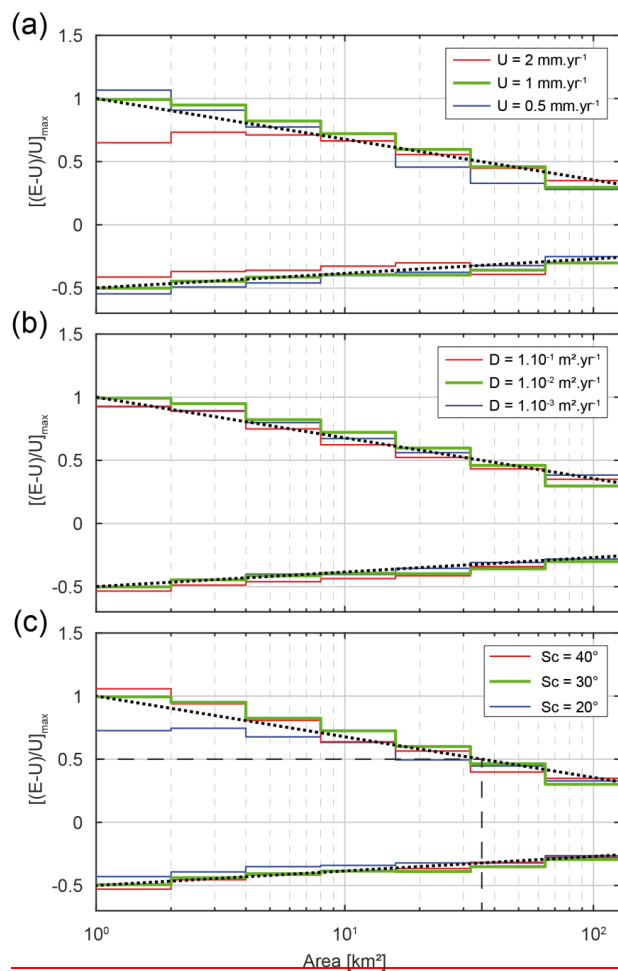 (a)
1.5
1
0.5
0
-0.5
[(E-U)/U]max
U = 2 mm.yr⁻¹
U = 1 mm.yr⁻¹
U = 0.5 mm.yr⁻¹
(b)
1.5
1
0.5
0
-0.5
[(E-U)/U]max
D = 1.10⁻¹ m².yr⁻¹
D = 1.10⁻² m².yr⁻¹
D = 1.10⁻³ m².yr⁻¹
(c)
1.5
1
0.5
0
-0.5
[(E-U)/U]max
Sc = 40°
Sc = 30°
Sc = 20°
10⁰ 10¹ 10²
Area [km²]